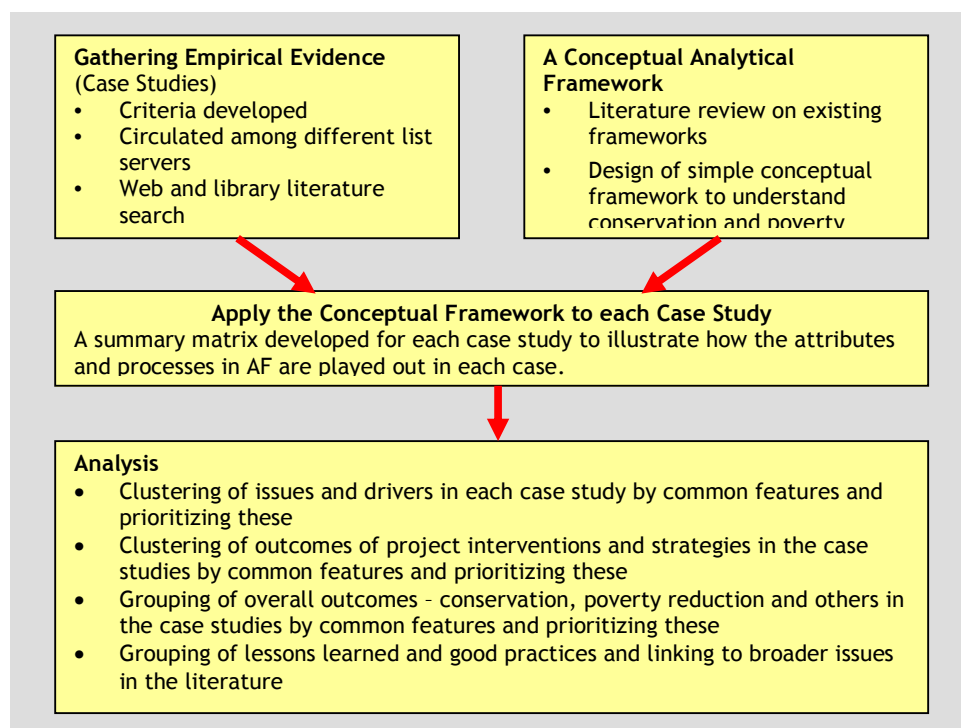 Gathering Empirical Evidence
(Case Studies)
• Criteria developed
• Circulated among different list
servers
• Web and library literature
search
A Conceptual Analytical
Framework
• Literature review on existing
frameworks
• Design of simple conceptual
framework to understand
conservation and poverty
Apply the Conceptual Framework to each Case Study
A summary matrix developed for each case study to illustrate how the attributes
and processes in AF are played out in each case.
Analysis
• Clustering of issues and drivers in each case study by common features and
prioritizing these
• Clustering of outcomes of project interventions and strategies in the case
studies by common features and prioritizing these
• Grouping of overall outcomes – conservation, poverty reduction and others in
the case studies by common features and prioritizing these
• Grouping of lessons learned and good practices and linking to broader issues
in the literature